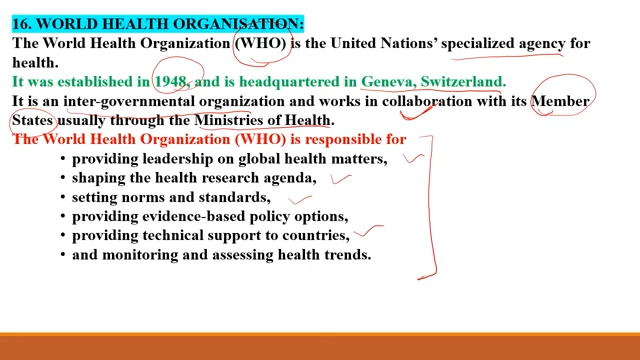 16. WORLD HEALTH ORGANISATION:
The World Health Organization (WHO) is the United Nations' specialized agency for
health.
It was established in 1948, and is headquartered in Geneva, Switzerland.
It is an inter-governmental organization and works in collaboration with its Member
States usually through the Ministries of Health.
The World Health Organization (WHO) is responsible for
• providing leadership on global health matters,
• shaping the health research agenda,
• setting norms and standards,
• providing evidence-based policy options,
• providing technical support to countries,
• and monitoring and assessing health trends.